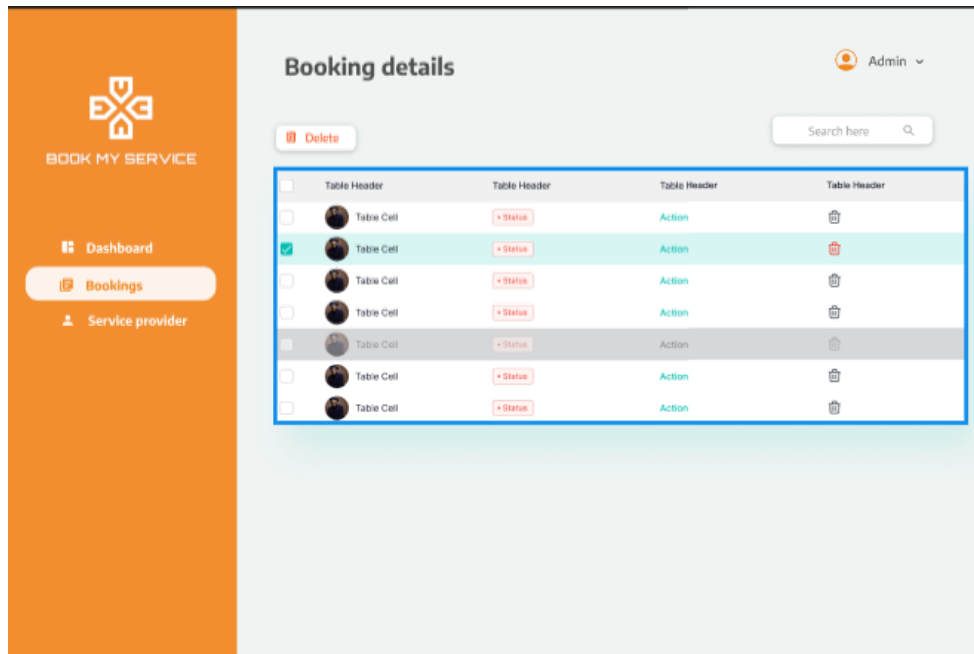 Booking details
Admin
BOOK MY SERVICE
Delete
Search here
Dashboard
Bookings
Service provider
Table Header Table Header Table Header Table Header
Table Cell • Status Action
Table Cell • Status Action
Table Cell • Status Action
Table Cell • Status Action
Table Cell • Status Action
Table Cell • Status Action
Table Cell • Status Action